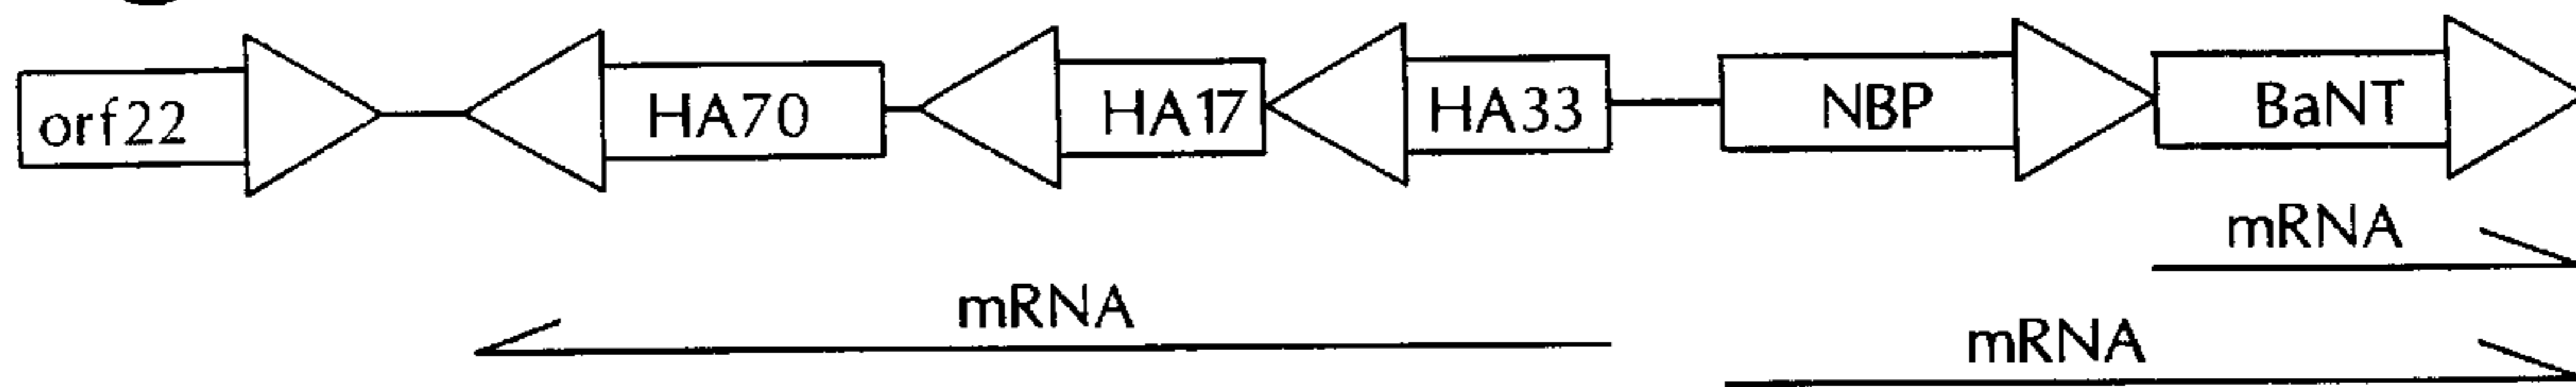 orf22 HA70 HA17 HA33 NBP BaNT
mRNA
mRNA
mRNA